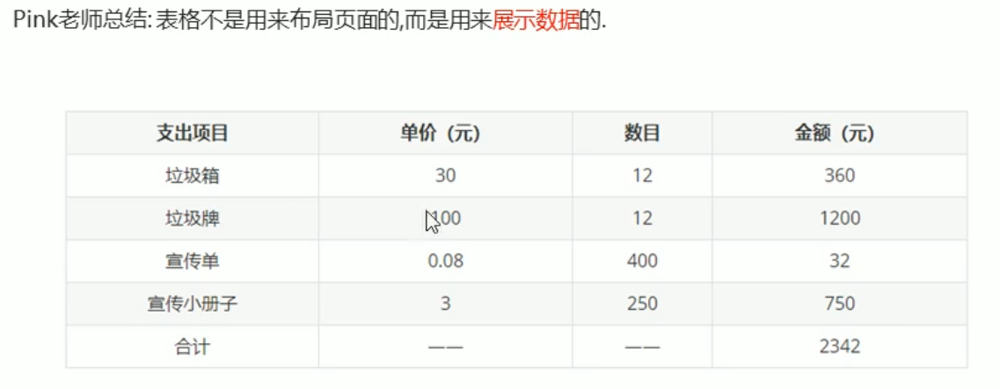 Pink老师总结: 表格不是用来布局页面的,而是用来展示数据的.
支出项目 单价（元） 数目 金额（元）
垃圾箱 30 12 360
垃圾牌 100 12 1200
宣传单 0.08 400 32
宣传小册子 3 250 750
合计 —— —— 2342